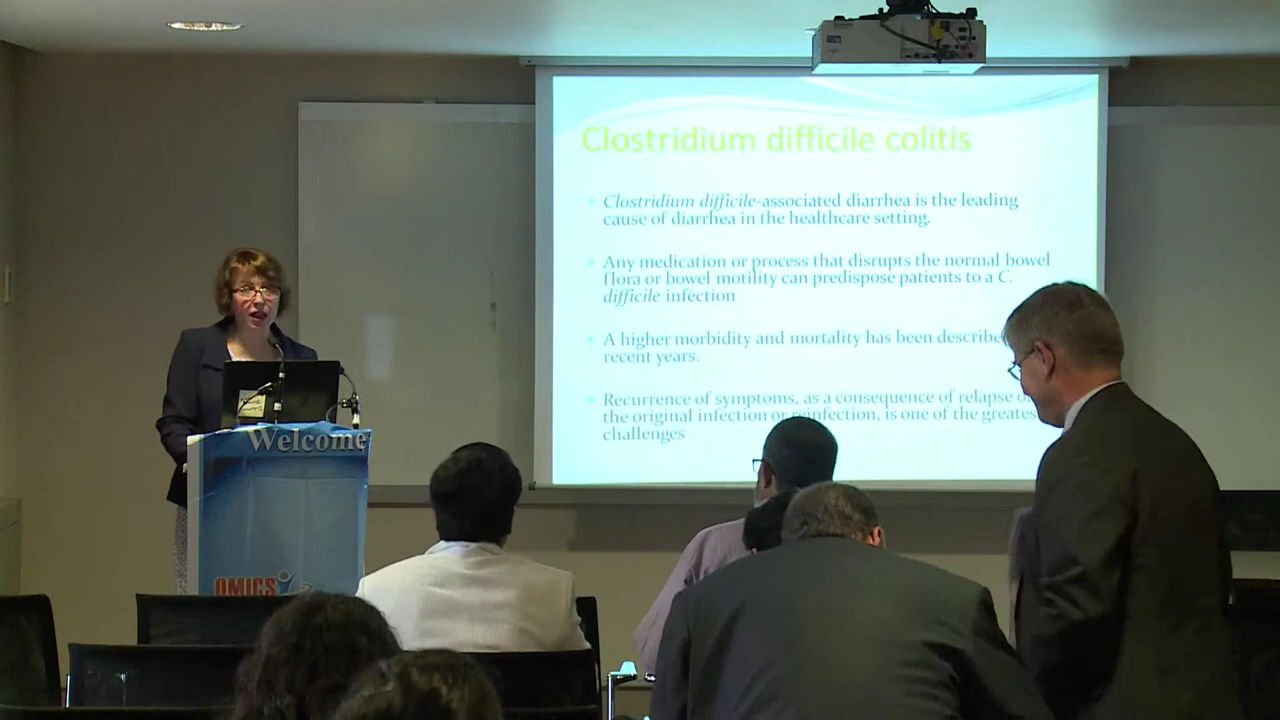 Clostridium difficile colitis
Clostridium difficile-associated diarrhea is the leading
cause of diarrhea in the healthcare setting.
Any medication or process that disrupts the normal bowel
flora or bowel motility can predispose patients to a C.
difficile infection
A higher morbidity and mortality has been describe
recent years.
Recurrence of symptoms, as a consequence of relapse o
the original infection or reinfection, is one of the greates
challenges
Welcome
OMICS